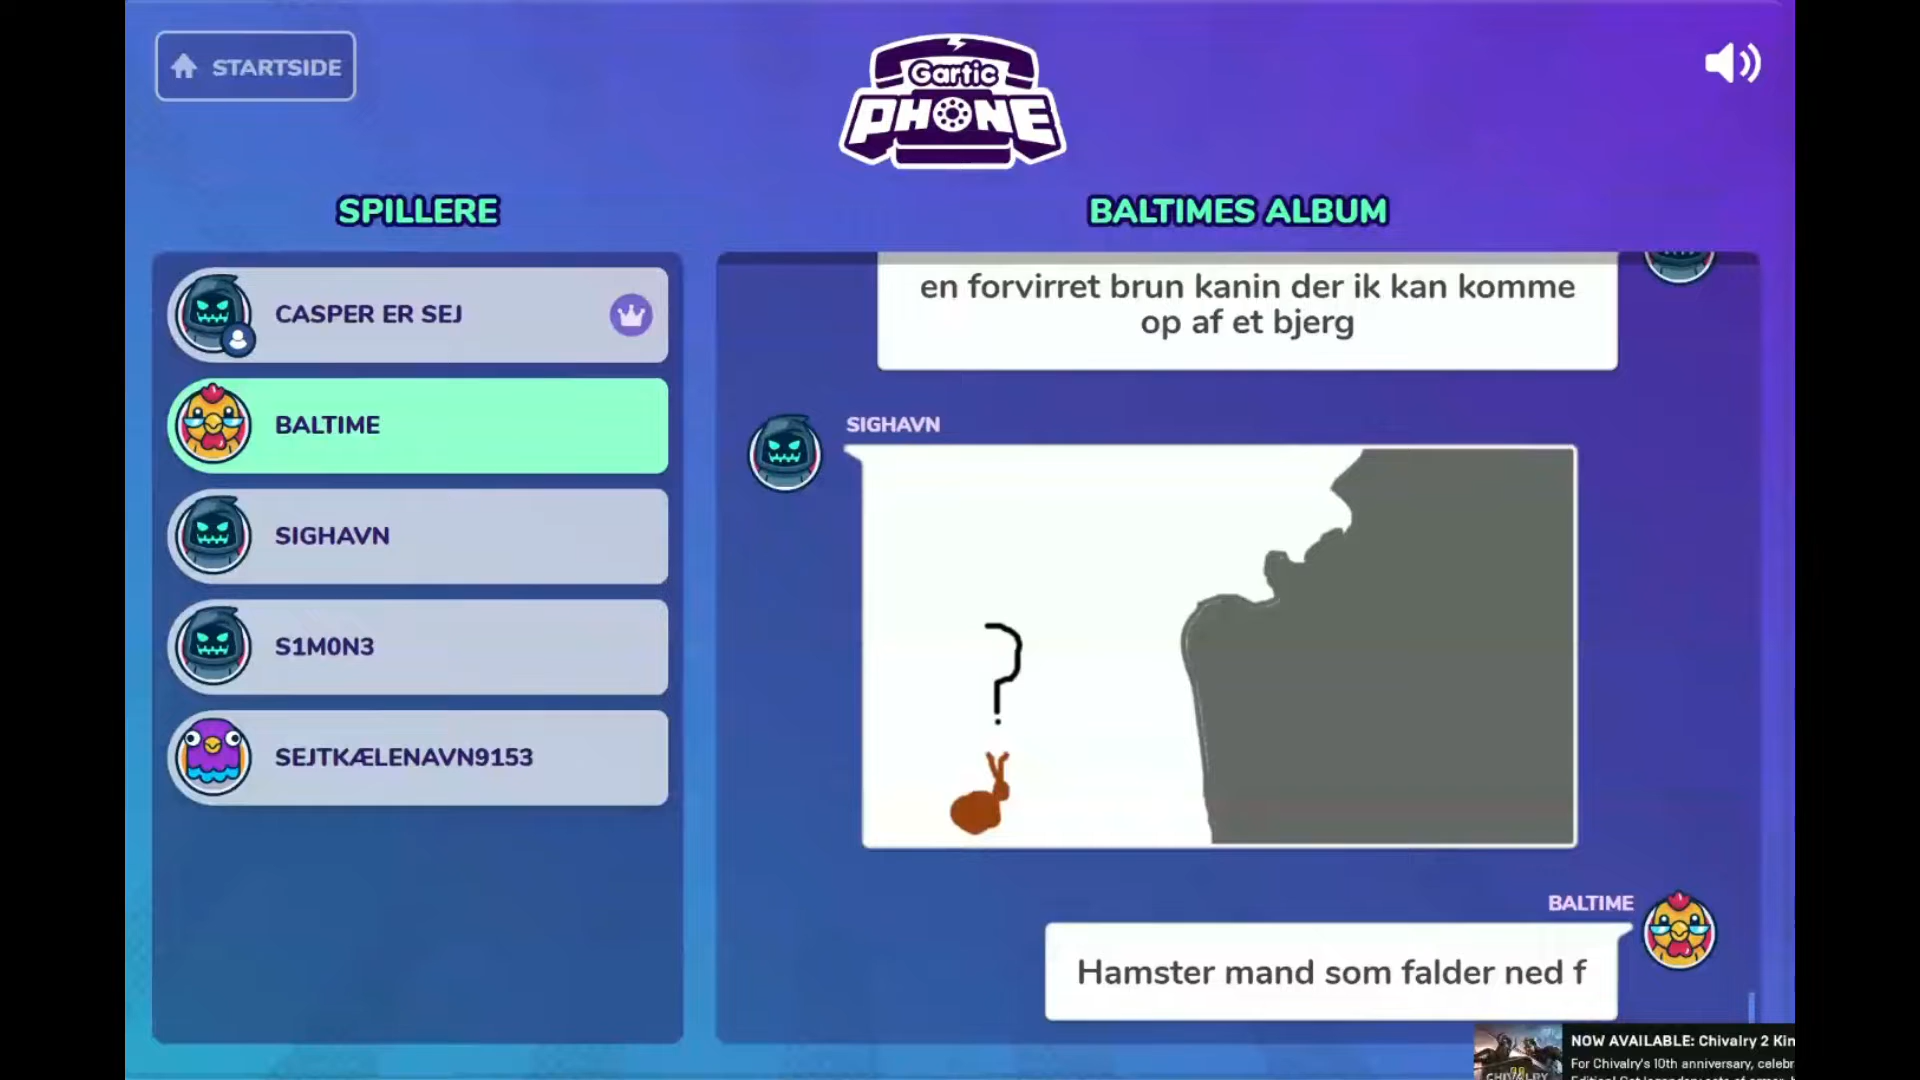 STARTSIDE
Gartic
PHONE
SPILLERE
CASPER ER SEJ
BALTIME
SIGHAVN
S1M0N3
SEJTKÆLENAVN9153
BALTIMES ALBUM
en forvirret brun kanin der ik kan komme
op af et bjerg
SIGHAVN
?
BALTIME
Hamster mand som falder ned f
NOW AVAILABLE: Chivalry 2 Kin
For Chivalry's 10th anniversary, celebr
CHIVALRY